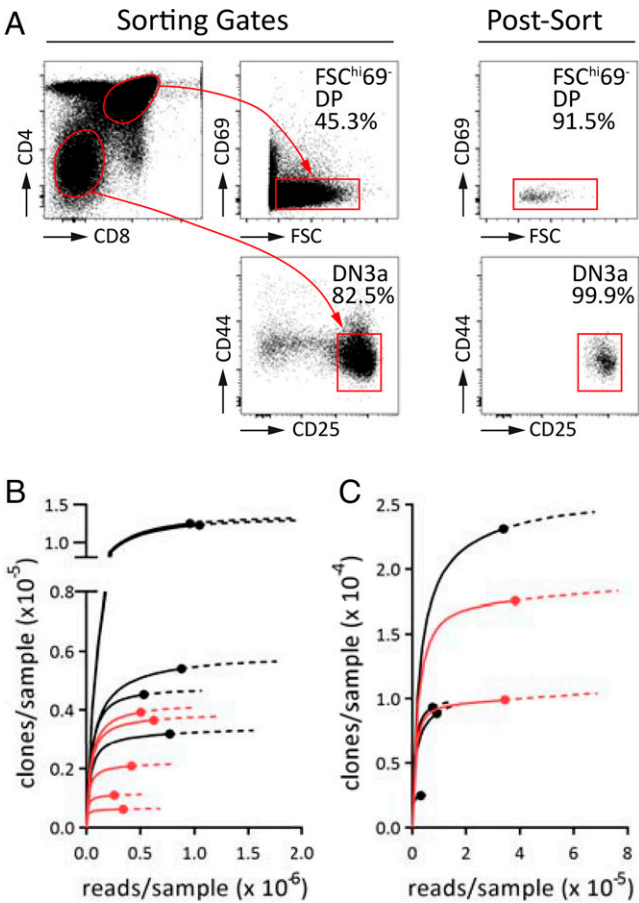 A
Sorting Gates
Post-Sort
CD4
CD8
CD69
FSC
FSChi69-
DP
45.3%
CD69
FSC
FSChi69-
DP
91.5%
CD44
CD25
DN3a
82.5%
CD44
CD25
DN3a
99.9%
B
clones/sample (x10-5)
1.5
1.0
0.8
0.6
0.4
0.2
0.0
0.0 0.5 1.0 1.5 2.0
reads/sample (x 10-6)
C
clones/sample (x 10-4)
2.5
2.0
1.5
1.0
0.5
0.0
0 2 4 6 8
reads/sample (x 10-5)